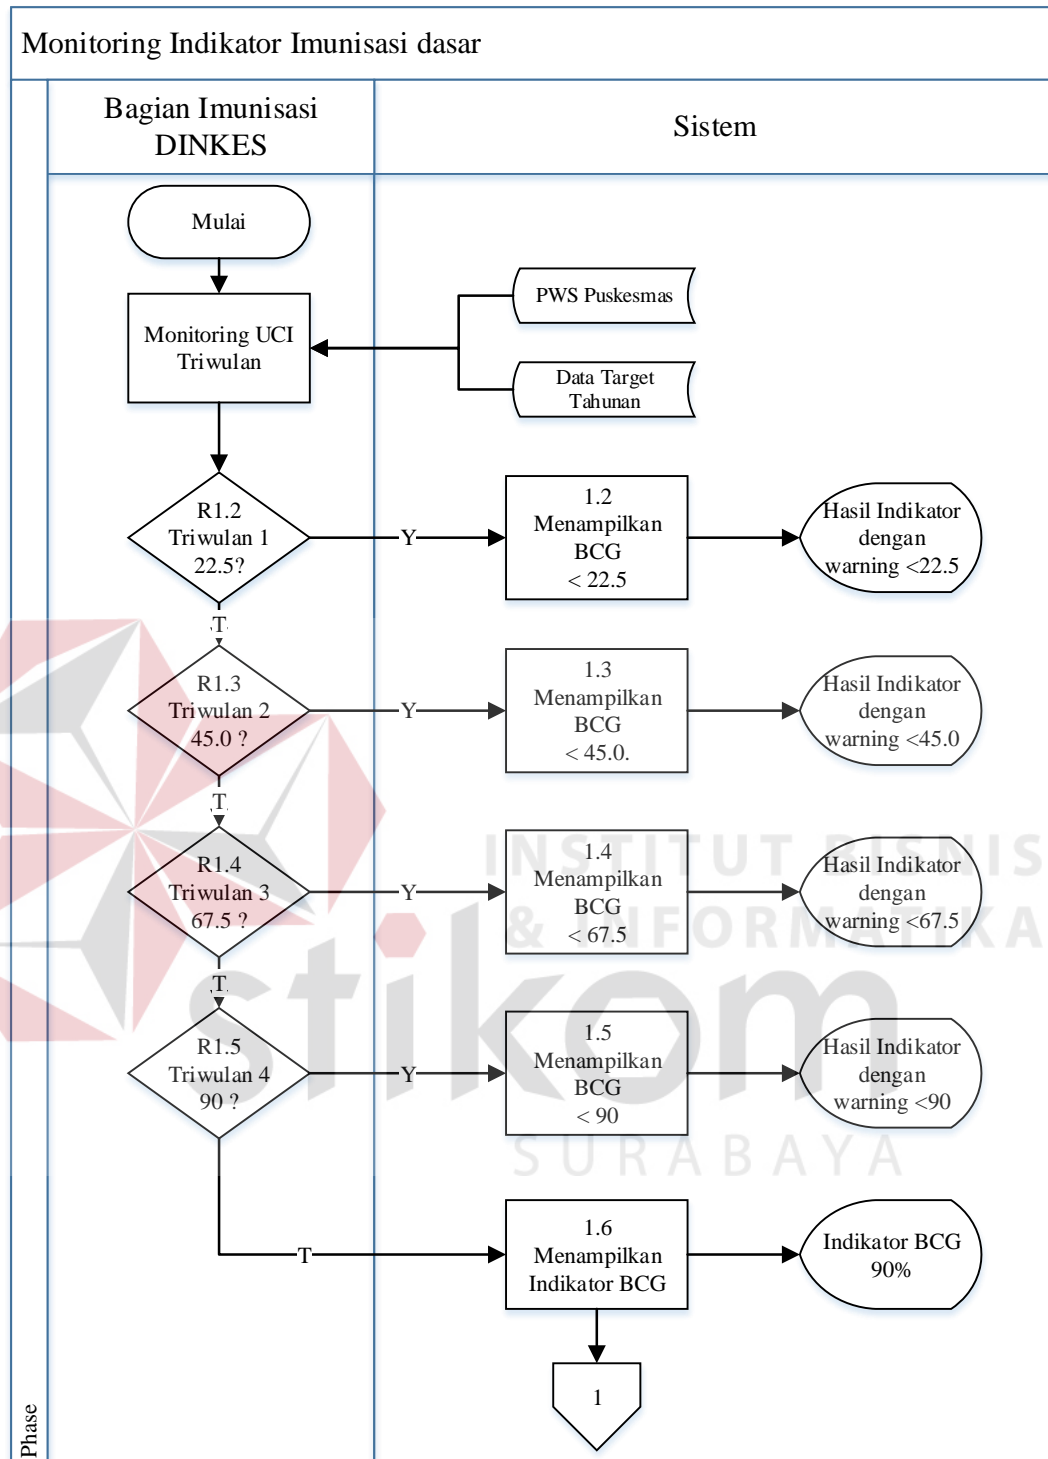 Monitoring Indikator Imunisasi dasar
Bagian Imunisasi
DINKES
Sistem
Mulai
Monitoring UCI
Triwulan
PWS Puskesmas
Data Target
Tahunan
R1.2
Triwulan 1
22.5?
Y
1.2
Menampilkan
BCG
< 22.5
Hasil Indikator
dengan
warning <22.5
T
R1.3
Triwulan 2
45.0 ?
Y
1.3
Menampilkan
BCG
< 45.0.
Hasil Indikator
dengan
warning <45.0
T
R1.4
Triwulan 3
67.5 ?
Y
1.4
Menampilkan
BCG
< 67.5
Hasil Indikator
dengan
warning <67.5
T
R1.5
Triwulan 4
90 ?
Y
1.5
Menampilkan
BCG
< 90
Hasil Indikator
dengan
warning <90
T
1.6
Menampilkan
Indikator BCG
Indikator BCG
90%
1
Phase
INSTITUT BISNIS
& INFORMATIKA
stikom
SURABAYA